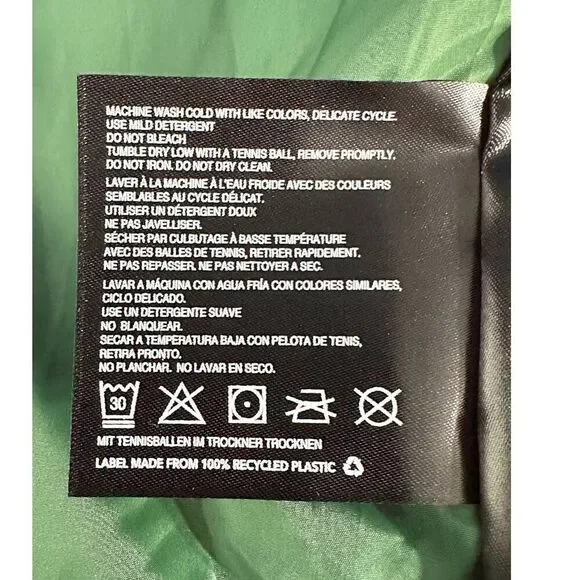 MACHINE WASH COLD WITH LIKE COLORS, DELICATE CYCLE.
USE MILD DETERGENT
DO NOT BLEACH
TUMBLE DRY LOW WITH A TENNIS BALL, REMOVE PROMPTLY.
DO NOT IRON. DO NOT DRY CLEAN.
LAVER À LA MACHINE À L'EAU FROIDE AVEC DES COULEURS
SEMBLABLES AU CYCLE DÉLICAT.
UTILISER UN DÉTERGENT DOUX
NE PAS JAVELLISER.
SÉCHER PAR CULBUTAGE À BASSE TEMPÉRATURE
AVEC DES BALLES DE TENNIS, RETIRER RAPIDEMENT.
NE PAS REPASSER. NE PAS NETTOYER A SEC.
LAVAR A MÁQUINA CON AGUA FRÍA CON COLORES SIMILARES,
CICLO DELICADO.
USE UN DETERGENTE SUAVE
NO BLANQUEAR.
SECAR A TEMPERATURA BAJA CON PELOTA DE TENIS,
RETIRA PRONTO.
NO PLANCHAR. NO LAVAR EN SECO.
30
MIT TENNISBALLEN IM TROCKNER TROCKNEN
LABEL MADE FROM 100% RECYCLED PLASTIC